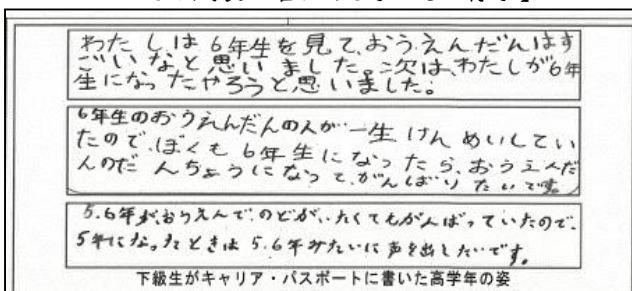 わたしは6年生を見て、おうえんだんはす
ごいなと思いました。次は、わたしが6年
生になったやろうと思いました。
6年生のおうえんだんの人が一生けんめいしてい
たので、ぼくも6年生になったら、おうえんだ
んのだんちょうになって、がんばりたいです。
5.6年が、おうえんで、のどが、いたくてもがんばっていたので、
5年になったときは5.6年みたいに声を出したいです。
下級生がキャリア・パスポートに書いた高学年の姿